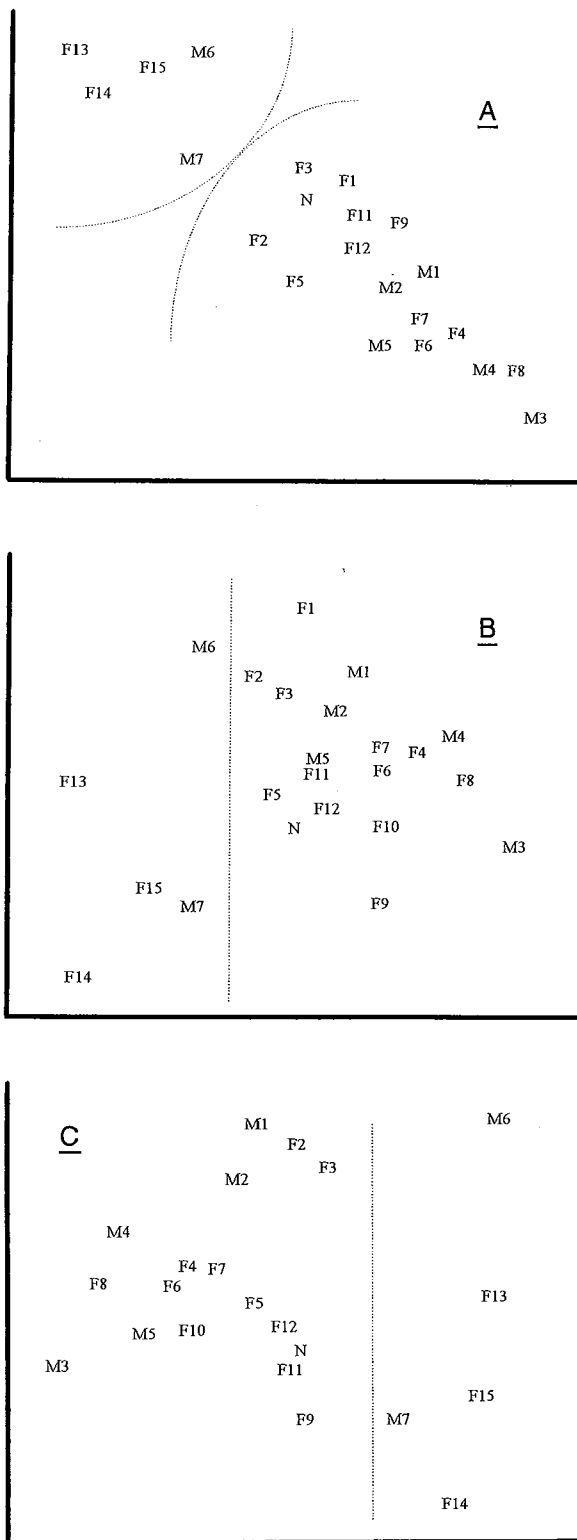 F13 M6
F15
F14
A
M7
F3 F1
N
F11 F9
F2 F12
M1
F5 M2
F7
F4
M5 F6
M4 F8
M3
F1
B
M6
F2 M1
F3
M2
M4
F7 F4
M5
F11 F6
F13 F8
F5
F12
N F10
M3
F15
M7 F9
F14
C
M1 M6
F2
F3
M2
M4
F4 F7
F8 F6
F13
F5
M5 F10 F12
N
M3 F11
F15
F9 M7
F14